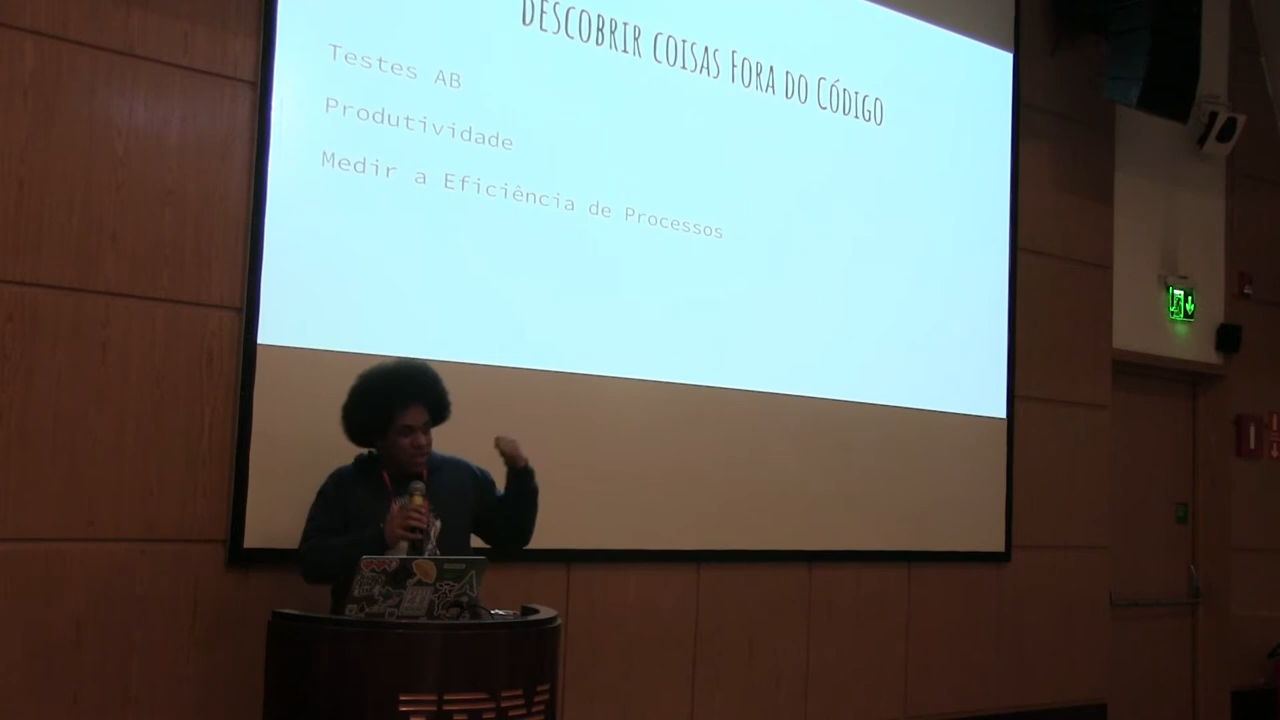 DESCOBRIR COISAS FORA DO CÓDIGO
Testes AB
Produtividade
Medir a Eficiência de Processos